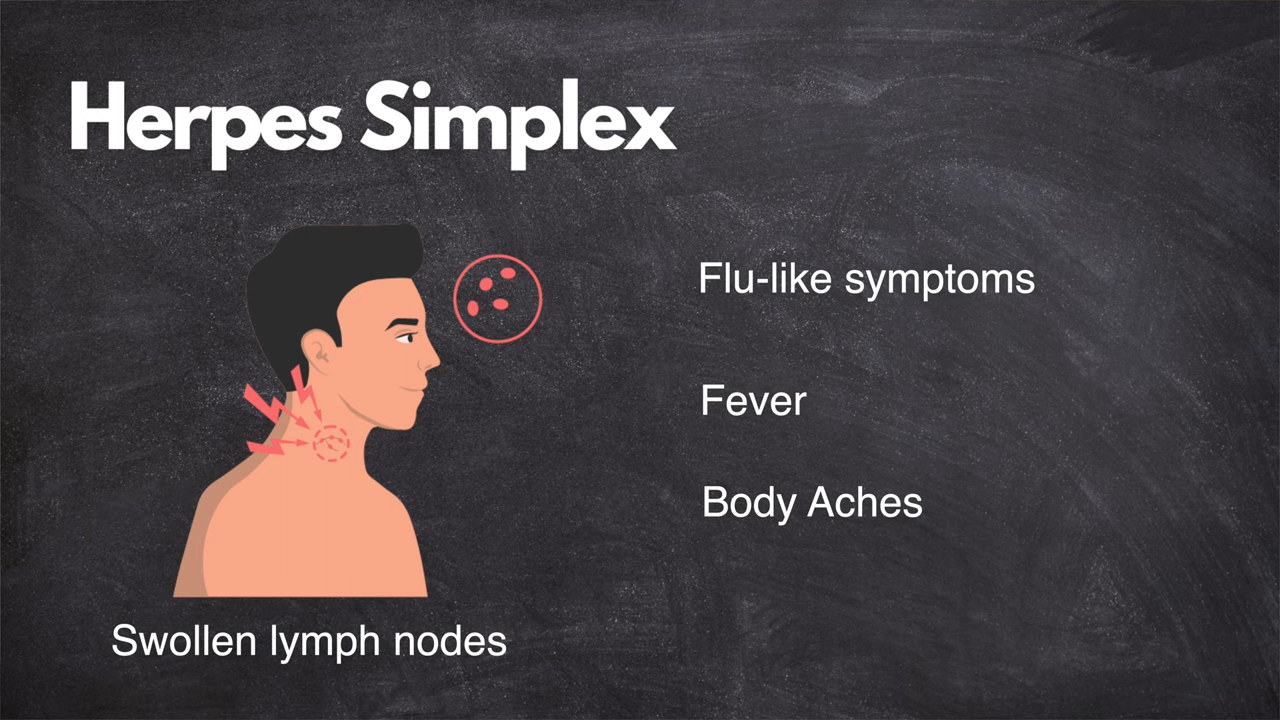 Herpes Simplex
Flu-like symptoms
Fever
Body Aches
Swollen lymph nodes